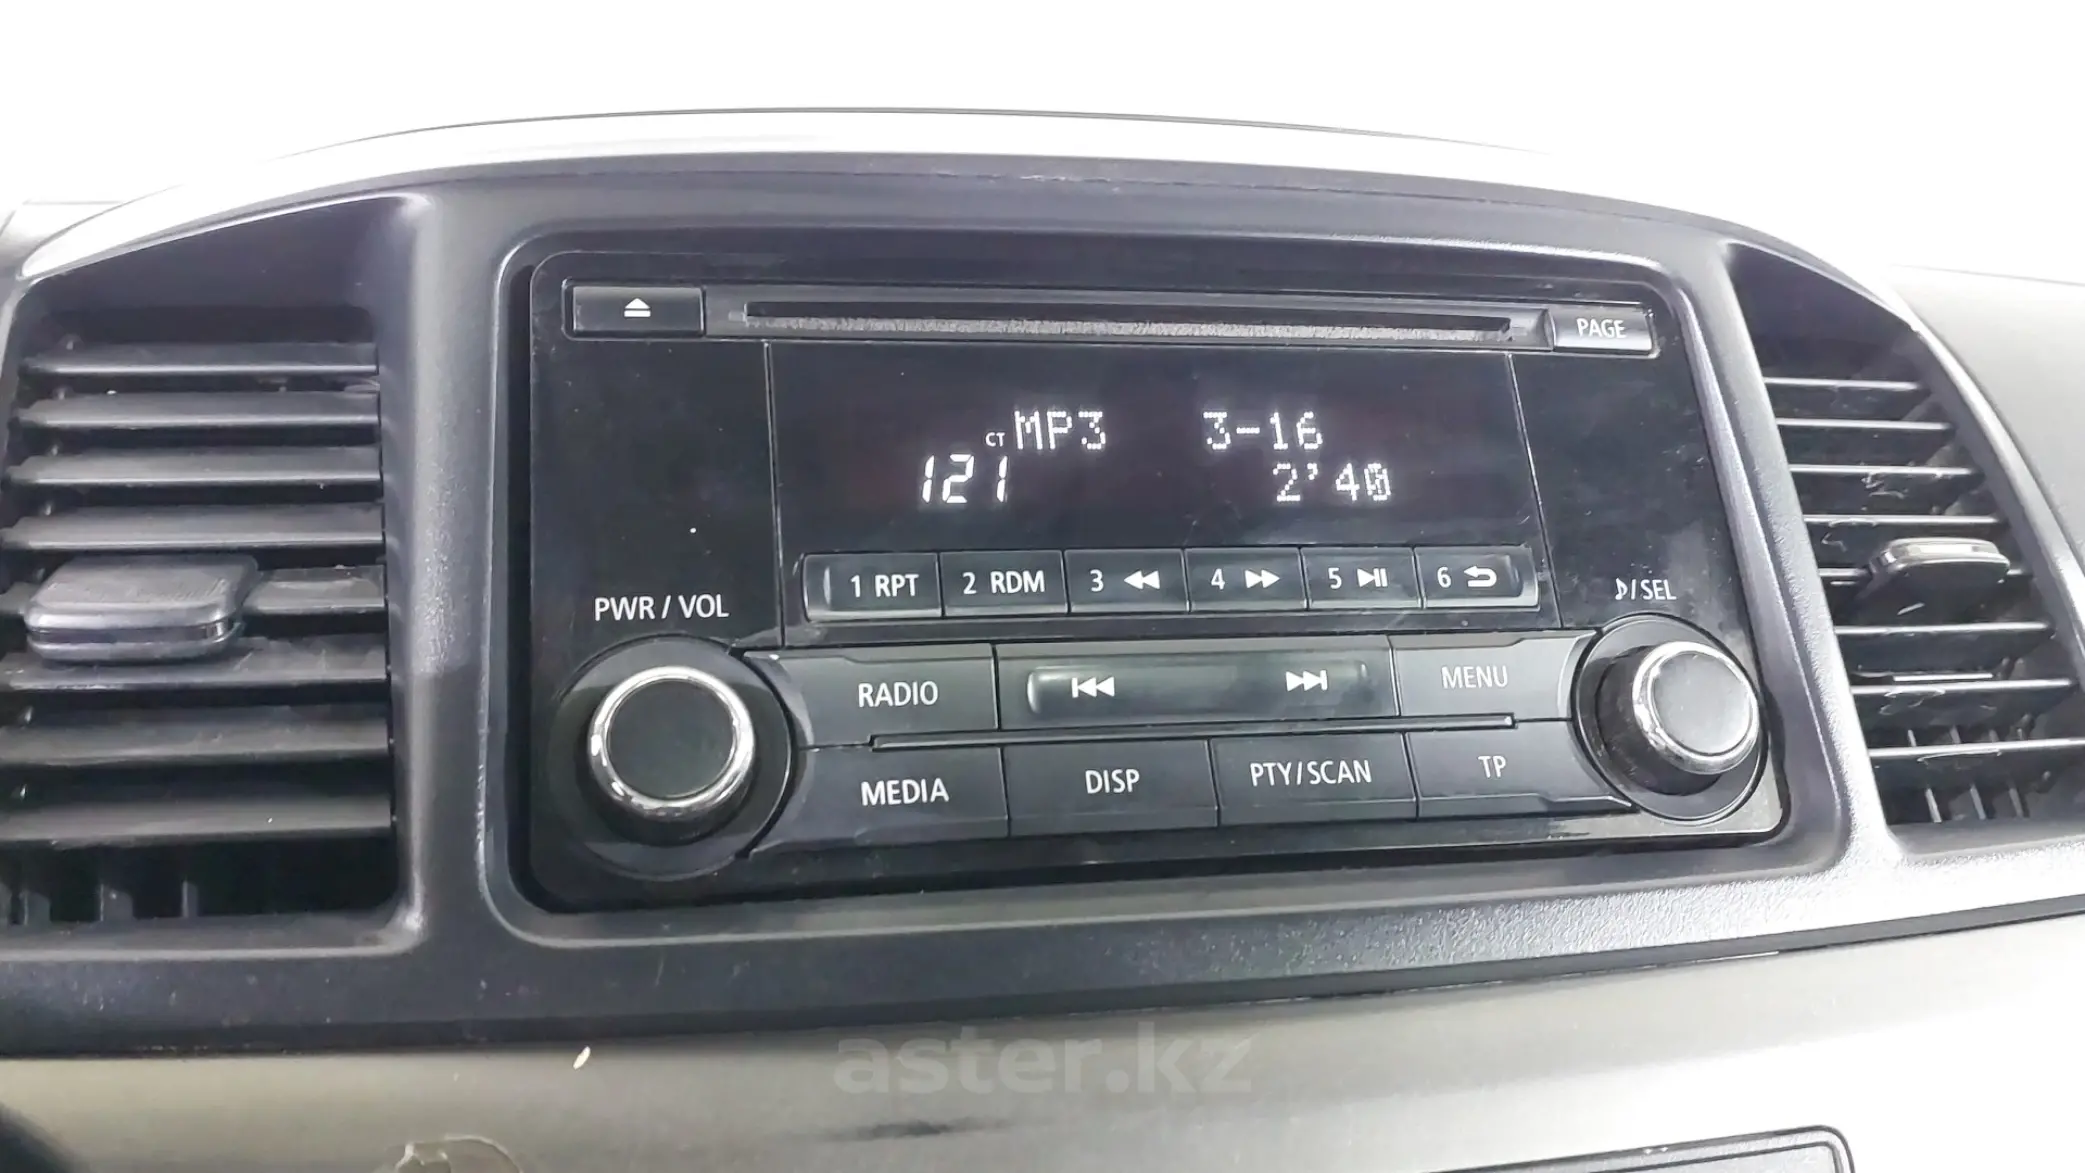 PAGE
CT MP3 3-16
121 2'40
1 RPT 2 RDM 3 4 5 6
PWR / VOL
/SEL
RADIO MENU
MEDIA DISP PTY/SCAN TP
aster.kz